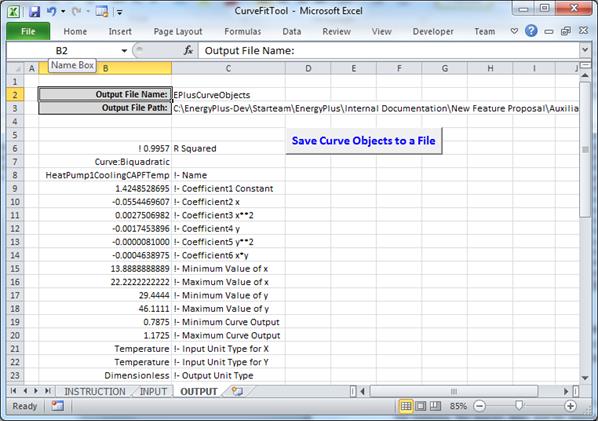 CurveFitTool - Microsoft Excel
File Home Insert Page Layout Formulas Data Review View Developer Team
B2 fx Output File Name:
Name Box
A B C D E F G H I J
1
2 Output File Name: EPlusCurveObjects
3 Output File Path: C:\EnergyPlus-Dev\Starteam\EnergyPlus\Internal Documentation\New Feature Proposal\Auxilia
4
5 Save Curve Objects to a File
6 ! 0.9957 R Squared
7 Curve:Biquadratic
8 HeatPump1CoolingCAPFTemp !- Name
9 1.4248528695 !- Coefficient1 Constant
10 -0.0554469607 !- Coefficient2 x
11 0.0027506982 !- Coefficient3 x**2
12 -0.0017453896 !- Coefficient4 y
13 -0.0000081000 !- Coefficient5 y**2
14 -0.0004638975 !- Coefficient6 x*y
15 13.8888888889 !- Minimum Value of x
16 22.2222222222 !- Maximum Value of x
17 29.4444 !- Minimum Value of y
18 46.1111 !- Maximum Value of y
19 0.7875 !- Minimum Curve Output
20 1.1725 !- Maximum Curve Output
21 Temperature !- Input Unit Type for X
22 Temperature !- Input Unit Type for Y
23 Dimensionless !- Output Unit Type
INSTRUCTION INPUT OUTPUT
Ready 85%